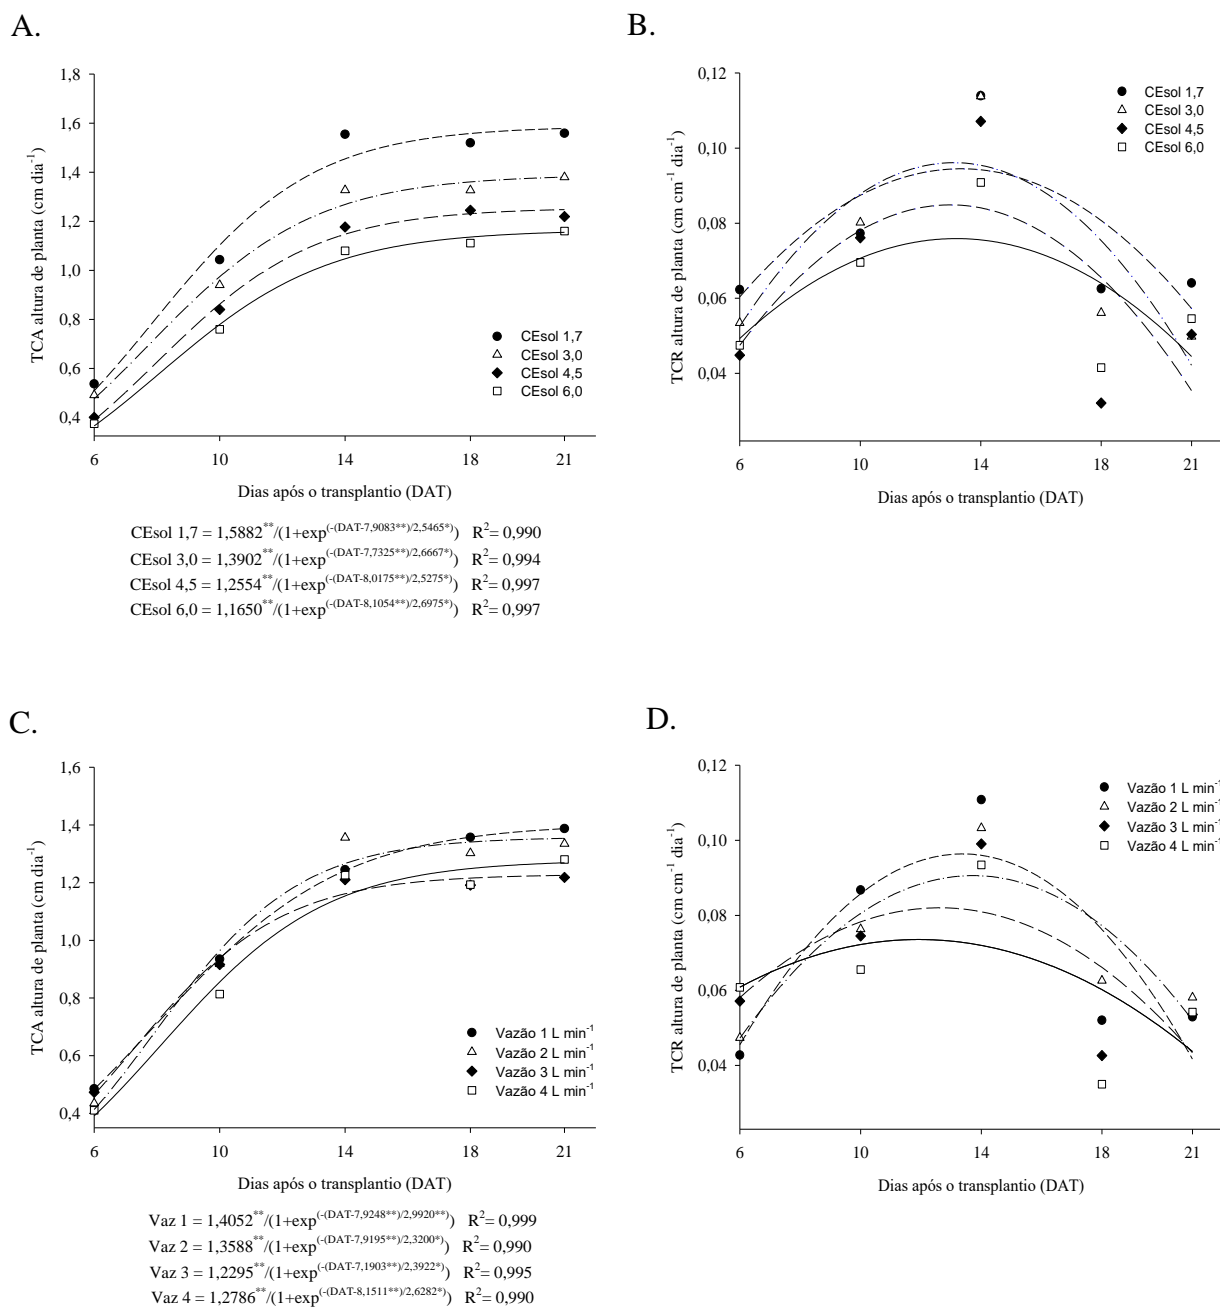 A.
TCA altura de planta (cm dia-1)
1,8
1,6
1,4
1,2
1,0
0,8
0,6
0,4
CEsol 1,7
CEsol 3,0
CEsol 4,5
CEsol 6,0
6 10 14 18 21
Dias após o transplantio (DAT)
CEsol 1,7 = 1,5882**/(1+exp(-(DAT-7,9083**)/2,5465*)) R2= 0,990
CEsol 3,0 = 1,3902**/(1+exp(-(DAT-7,7325**)/2,6667*) R2= 0,994
CEsol 4,5 = 1,2554**/(1+exp(-(DAT-8,0175**)/2,5275*) R2= 0,997
CEsol 6,0 = 1,1650**/(1+exp(-(DAT-8,1054**)/2,6975*) R2= 0,997
B.
TCR altura de planta (cm cm-1 dia-1)
0,12
0,10
0,08
0,06
0,04
CEsol 1,7
CEsol 3,0
CEsol 4,5
CEsol 6,0
6 10 14 18 21
Dias após o transplantio (DAT)
C.
TCA altura de planta (cm dia-1)
1,6
1,4
1,2
1,0
0,8
0,6
0,4
Vazão 1 L min-1
Vazão 2 L min-1
Vazão 3 L min-1
Vazão 4 L min-1
6 10 14 18 21
Dias após o transplantio (DAT)
Vaz 1 = 1,4052**/(1+exp(-(DAT-7,9248**)/2,9920**) R2= 0,999
Vaz 2 = 1,3588**/(1+exp(-(DAT-7,9195**)/2,3200*) R2= 0,990
Vaz 3 = 1,2295**/(1+exp(-(DAT-7,1903**)/2,3922*) R2= 0,995
Vaz 4 = 1,2786**/(1+exp(-(DAT-8,1511**)/2,6282*) R2= 0,990
D.
TCR altura de planta (cm cm-1 dia-1)
0,12
0,10
0,08
0,06
0,04
Vazão 1 L min-1
Vazão 2 L min-1
Vazão 3 L min-1
Vazão 4 L min-1
6 10 14 18 21
Dias após o transplantio (DAT)